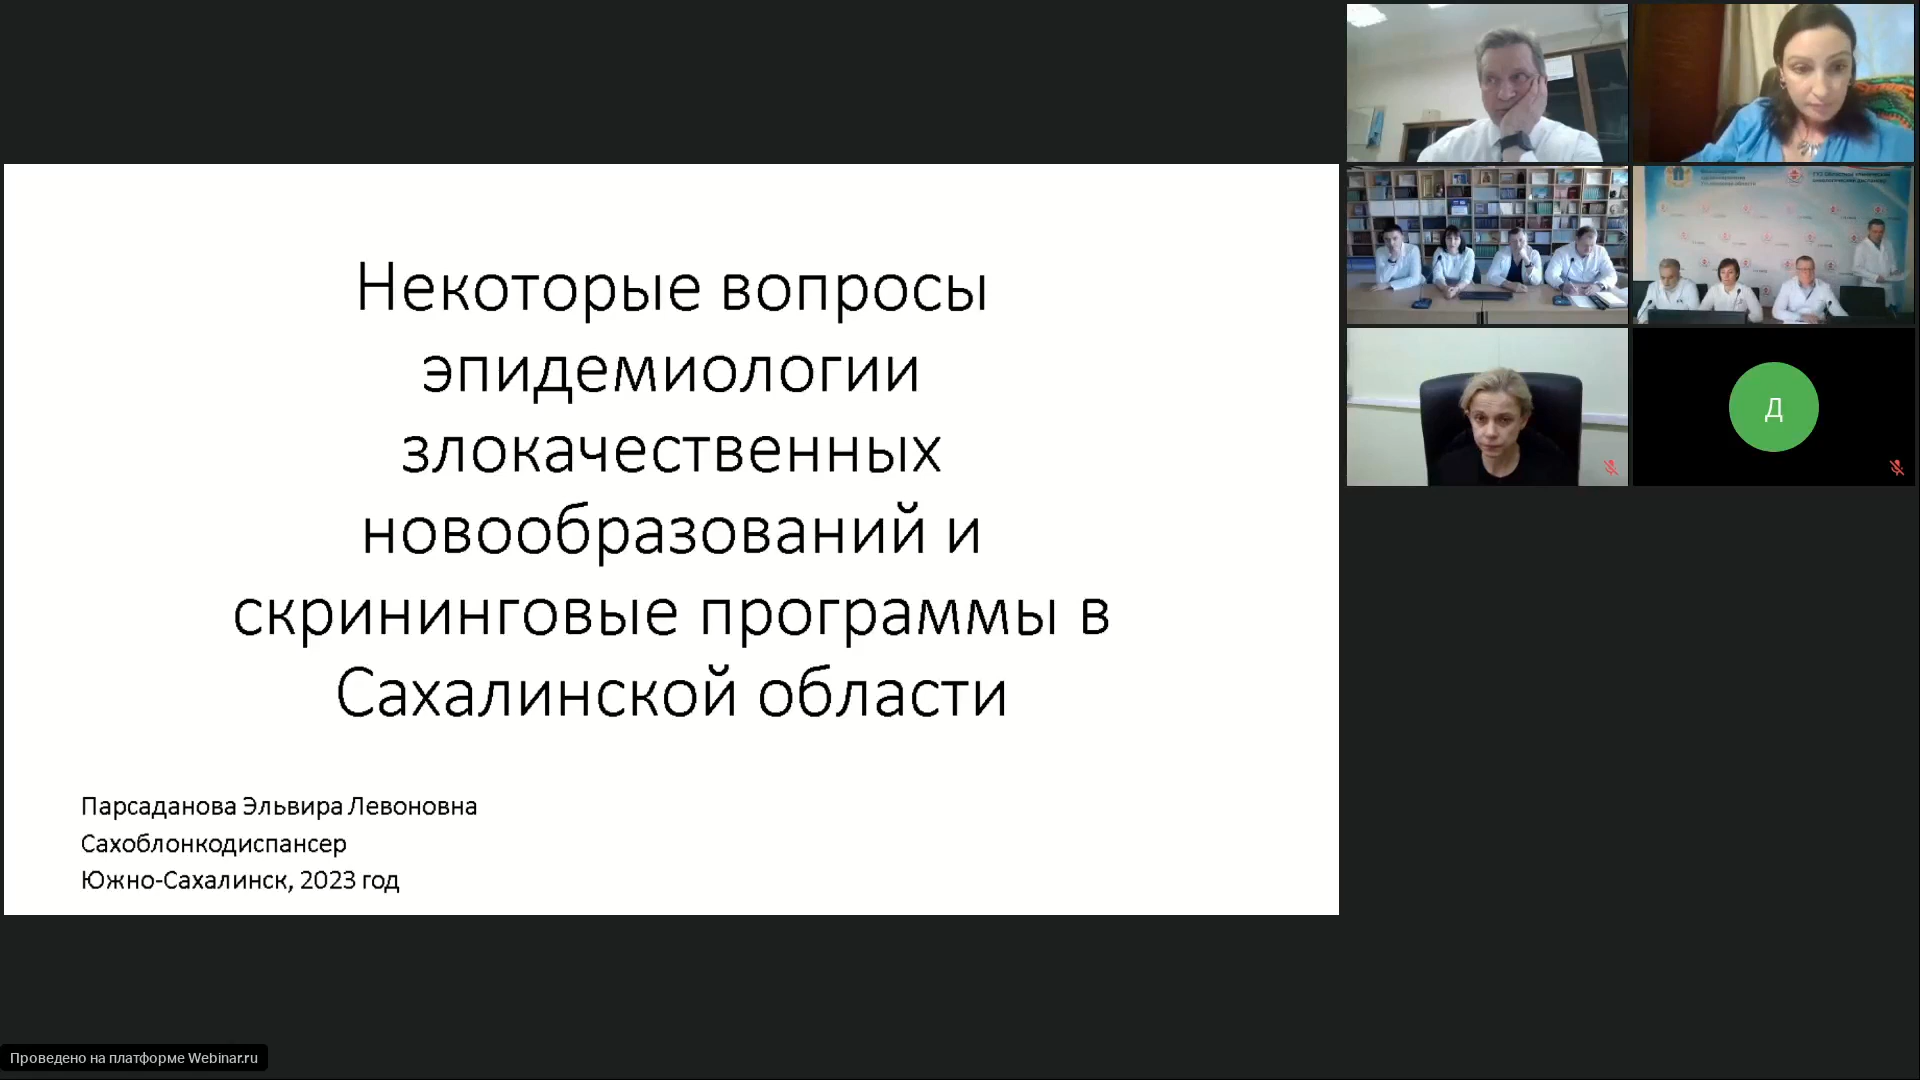 Некоторые вопросы
эпидемиологии
злокачественных
новообразований и
скрининговые программы в
Сахалинской области
Парсаданова Эльвира Левоновна
Сахоблонкодиспансер
Южно-Сахалинск, 2023 год
Д
Проведено на платформе Webinar.ru